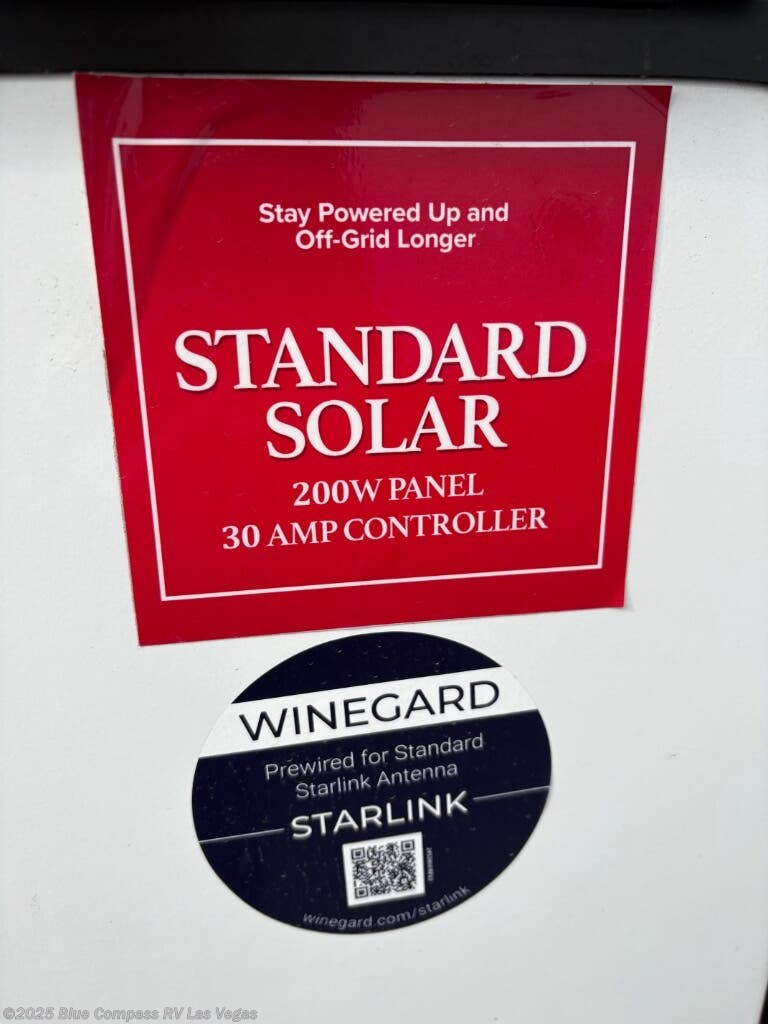 Stay Powered Up and
Off-Grid Longer
STANDARD
SOLAR
200W PANEL
30 AMP CONTROLLER
WINEGARD
Prewired for Standard
Starlink Antenna
STARLINK
winegard.com/starlink
©2025 Blue Compass RV Las Vegas